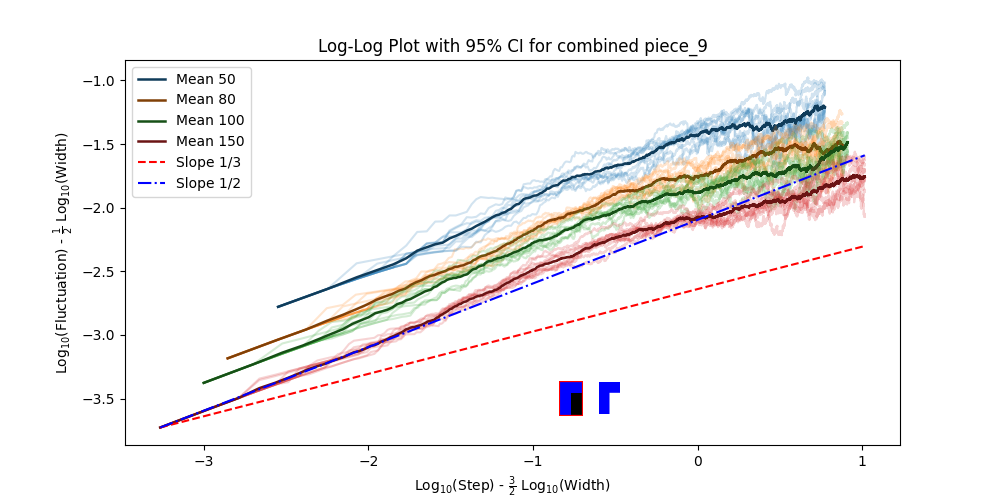 Log-Log Plot with 95% CI for combined piece_9
Mean 50
Mean 80
Mean 100
Mean 150
Slope 1/3
Slope 1/2
Log₁₀(Fluctuation) - 1/2 Log₁₀(Width)
−1.0
−1.5
−2.0
−2.5
−3.0
−3.5
−3
−2
−1
0
1
Log₁₀(Step) - 3/2 Log₁₀(Width)